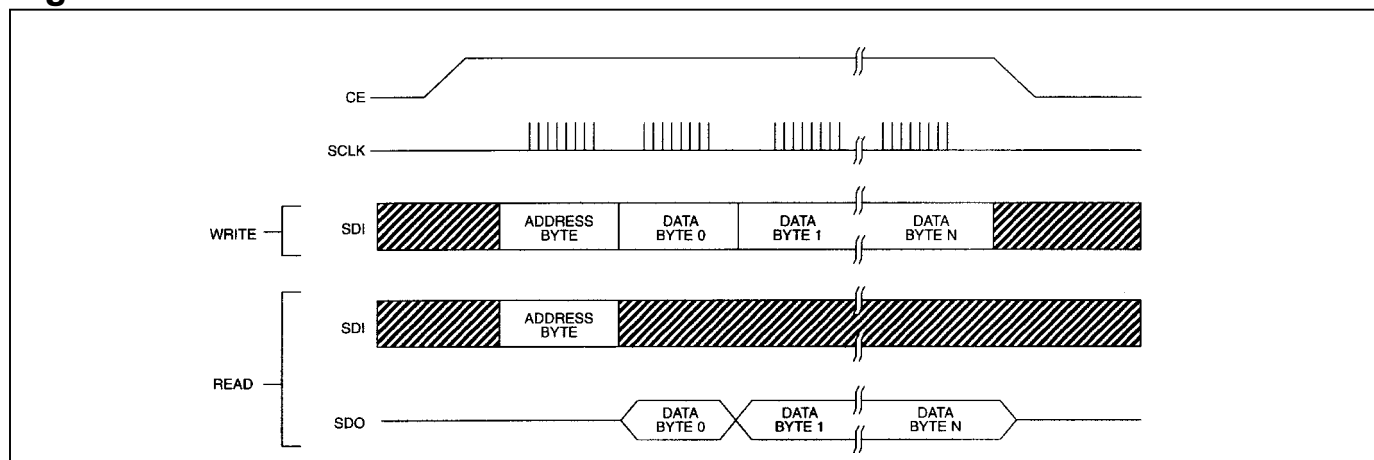 CE
SCLK
WRITE
SDI
ADDRESS
BYTE
DATA
BYTE 0
DATA
BYTE 1
DATA
BYTE N
READ
SDI
ADDRESS
BYTE
SDO
DATA
BYTE 0
DATA
BYTE 1
DATA
BYTE N